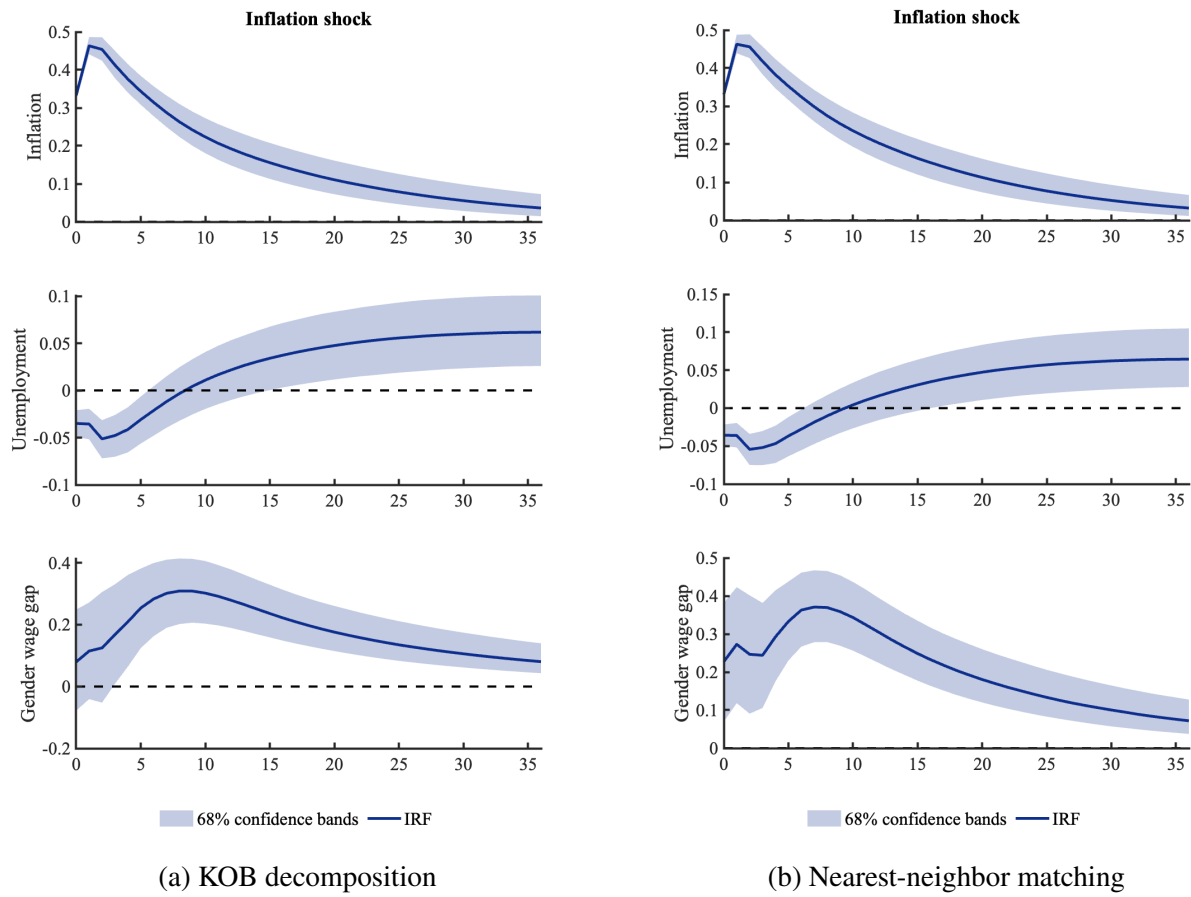 Inflation shock
Inflation
0.5
0.4
0.3
0.2
0.1
0
0 5 10 15 20 25 30 35
Unemployment
0.1
0.05
0
-0.05
-0.1
0 5 10 15 20 25 30 35
Gender wage gap
0.4
0.2
0
-0.2
0 5 10 15 20 25 30 35
68% confidence bands IRF
(a) KOB decomposition
Inflation shock
Inflation
0.5
0.4
0.3
0.2
0.1
0
0 5 10 15 20 25 30 35
Unemployment
0.15
0.1
0.05
0
-0.05
-0.1
0 5 10 15 20 25 30 35
Gender wage gap
0.5
0.4
0.3
0.2
0.1
0
0 5 10 15 20 25 30 35
68% confidence bands IRF
(b) Nearest-neighbor matching